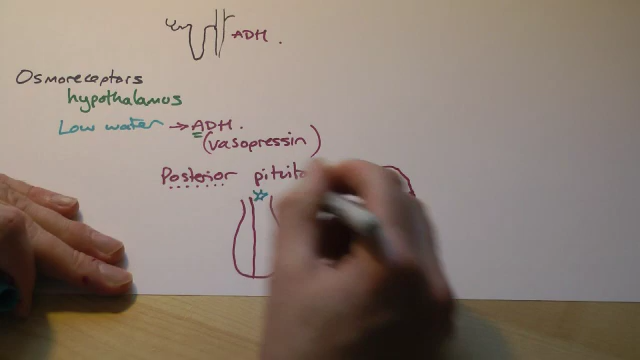 ADH.
Osmoreceptors
hypothalamus
Low water → ADH.
(vasopressin)
Posterior